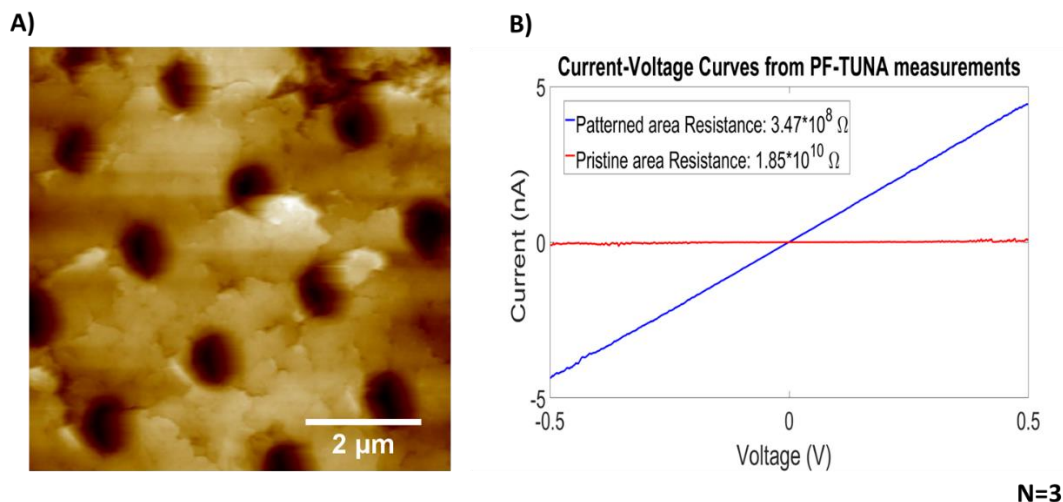 A)
2 µm
B)
Current-Voltage Curves from PF-TUNA measurements
Patterned area Resistance: 3.47*10^8 Ω
Pristine area Resistance: 1.85*10^10 Ω
5
0
-5
Current (nA)
-0.5
0
0.5
Voltage (V)
N=3